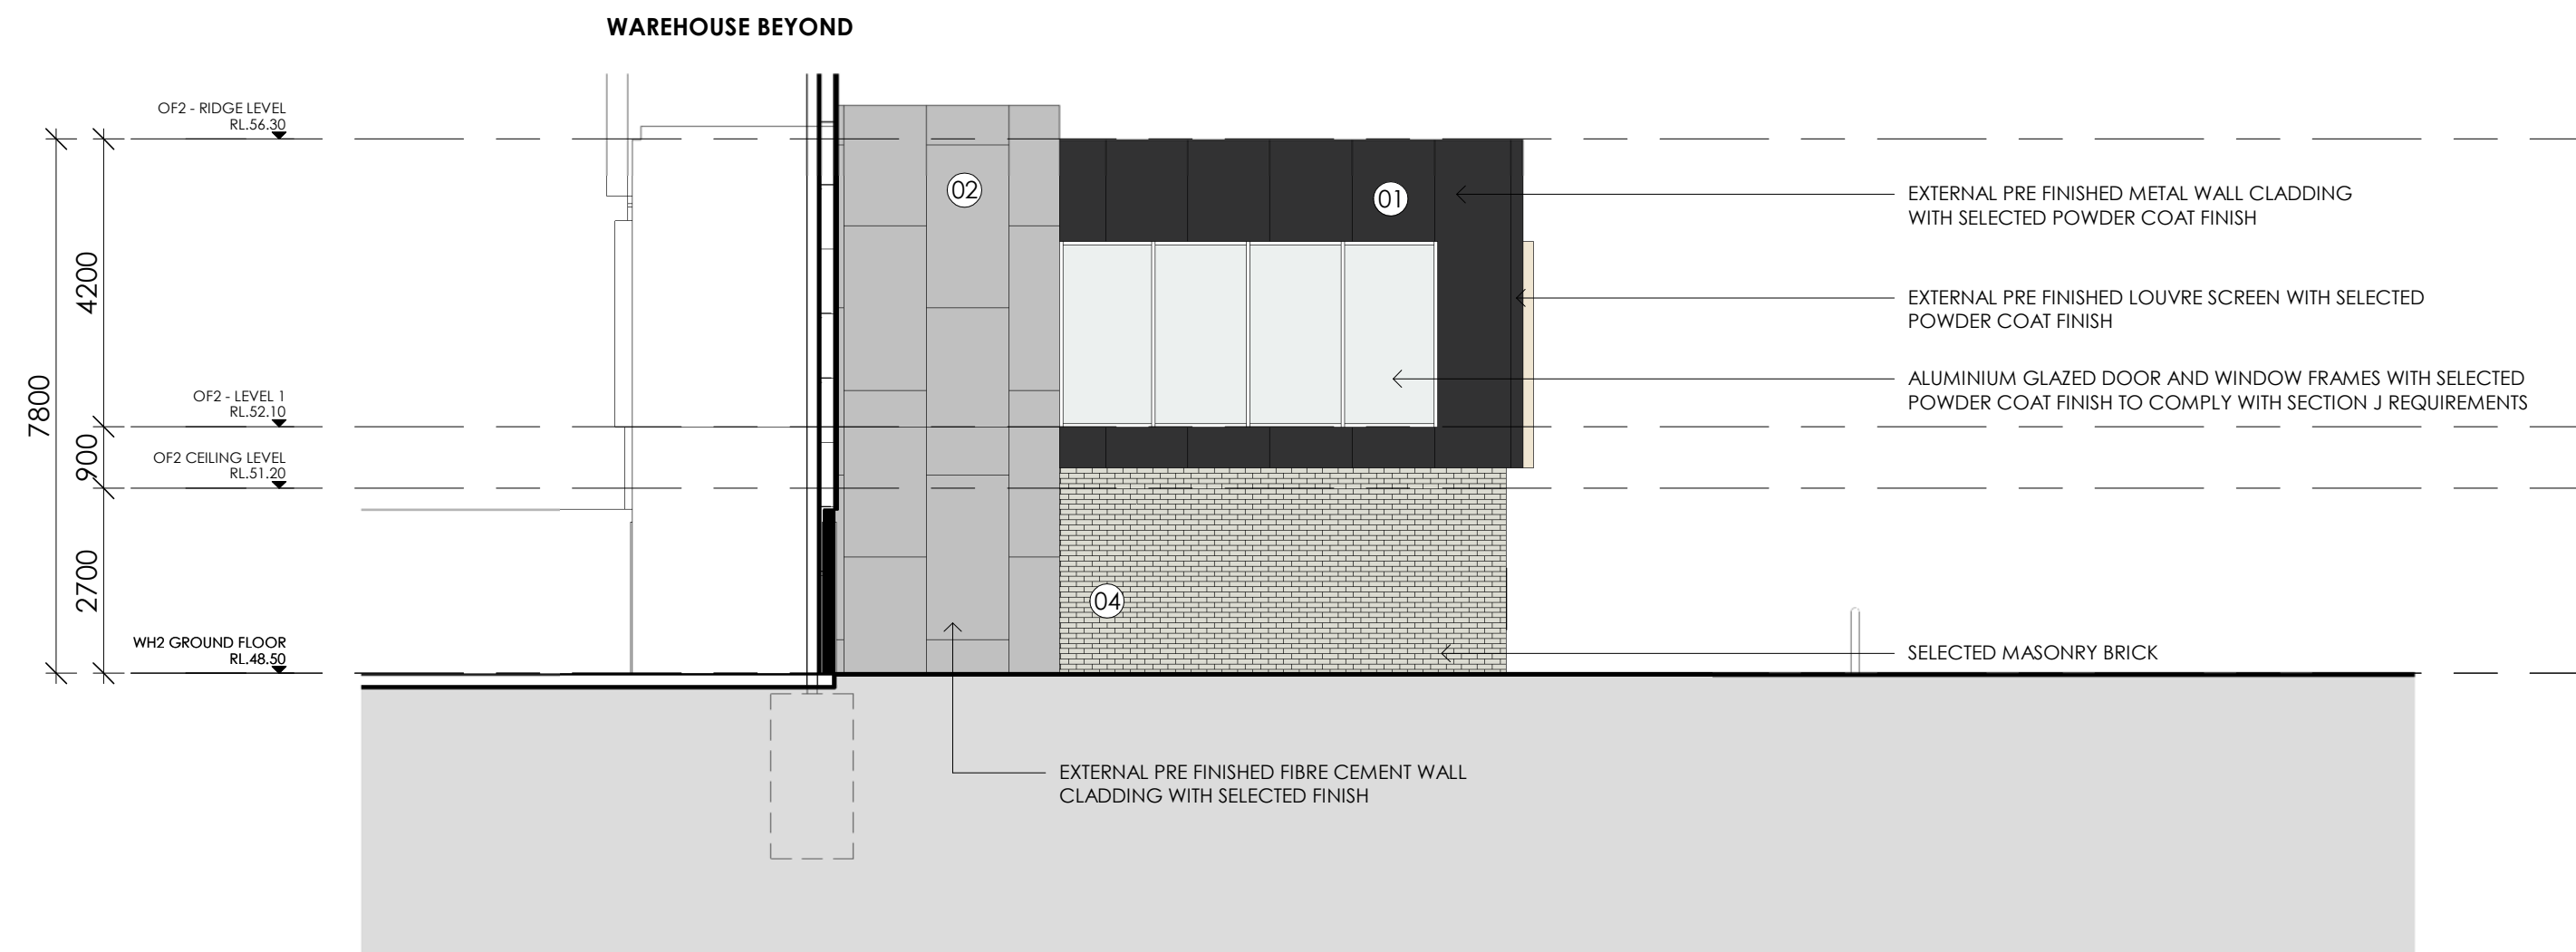 WAREHOUSE BEYOND
OF2 - RIDGE LEVEL
RL.56.30
02
01
EXTERNAL PRE FINISHED METAL WALL CLADDING
WITH SELECTED POWDER COAT FINISH
4200
EXTERNAL PRE FINISHED LOUVRE SCREEN WITH SELECTED
POWDER COAT FINISH
7800
OF2 - LEVEL 1
RL.52.10
ALUMINIUM GLAZED DOOR AND WINDOW FRAMES WITH SELECTED
POWDER COAT FINISH TO COMPLY WITH SECTION J REQUIREMENTS
900
OF2 CEILING LEVEL
RL.51.20
2700
04
WH2 GROUND FLOOR
RL.48.50
SELECTED MASONRY BRICK
EXTERNAL PRE FINISHED FIBRE CEMENT WALL
CLADDING WITH SELECTED FINISH